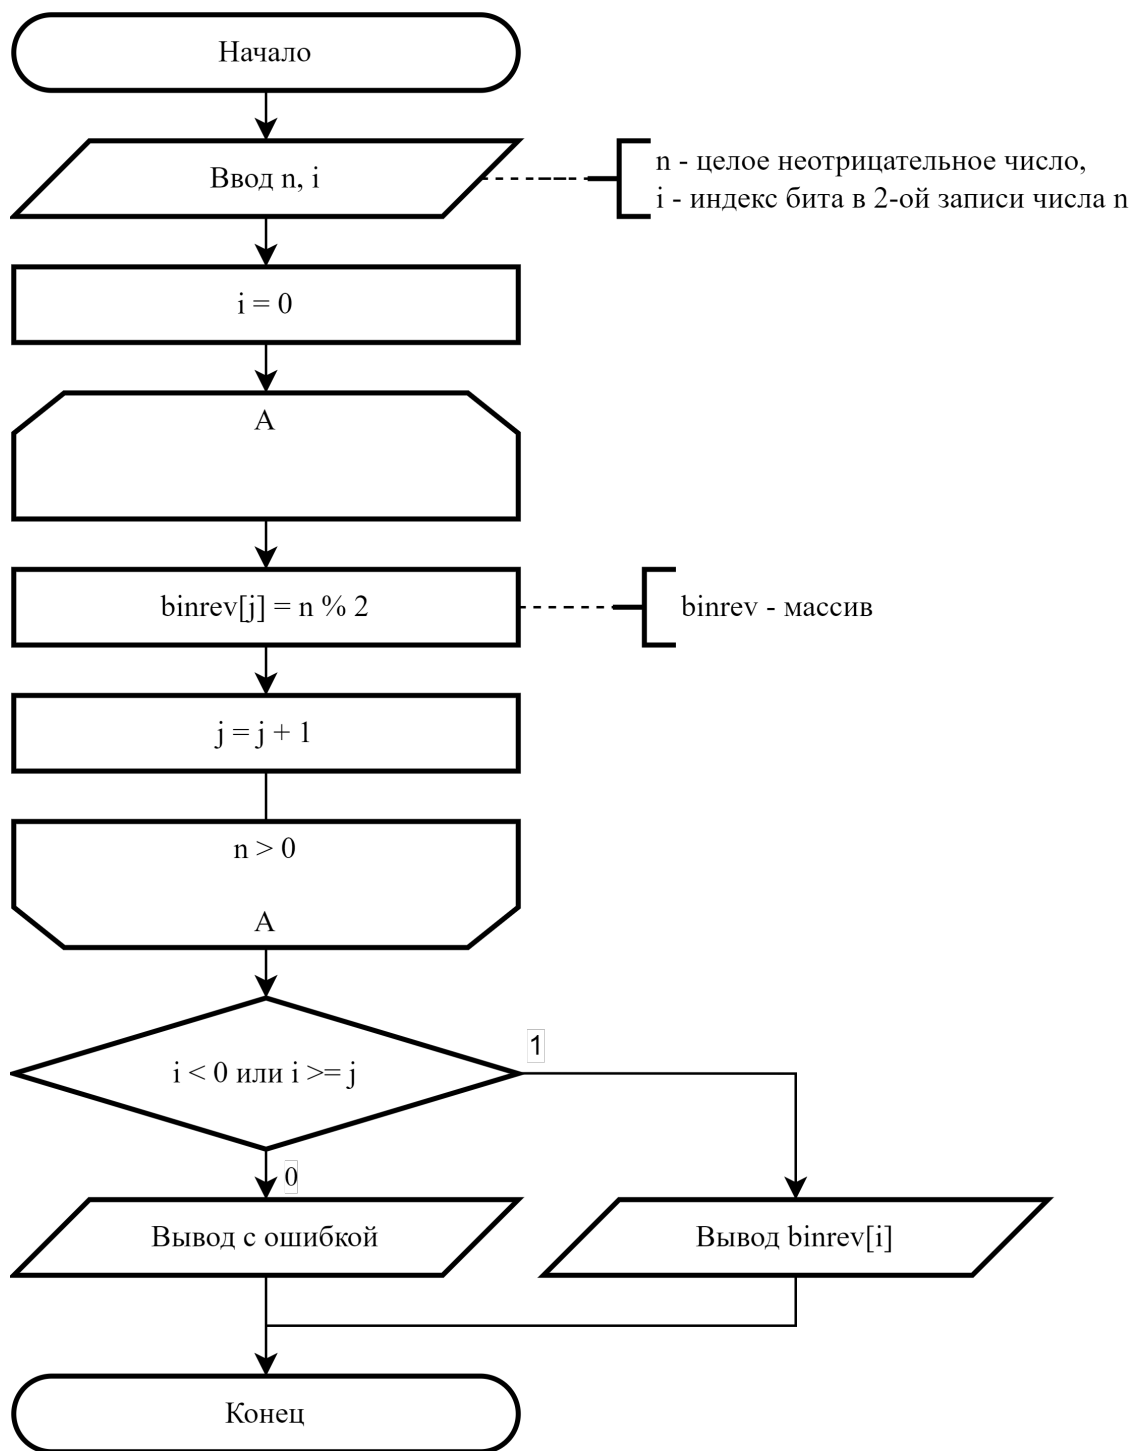 Начало
Ввод n, i
n - целое неотрицательное число,
i - индекс бита в 2-ой записи числа n
i = 0
A
binrev[j] = n % 2
binrev - массив
j = j + 1
n > 0
A
i < 0 или i >= j
1
0
Вывод с ошибкой
Вывод binrev[i]
Конец